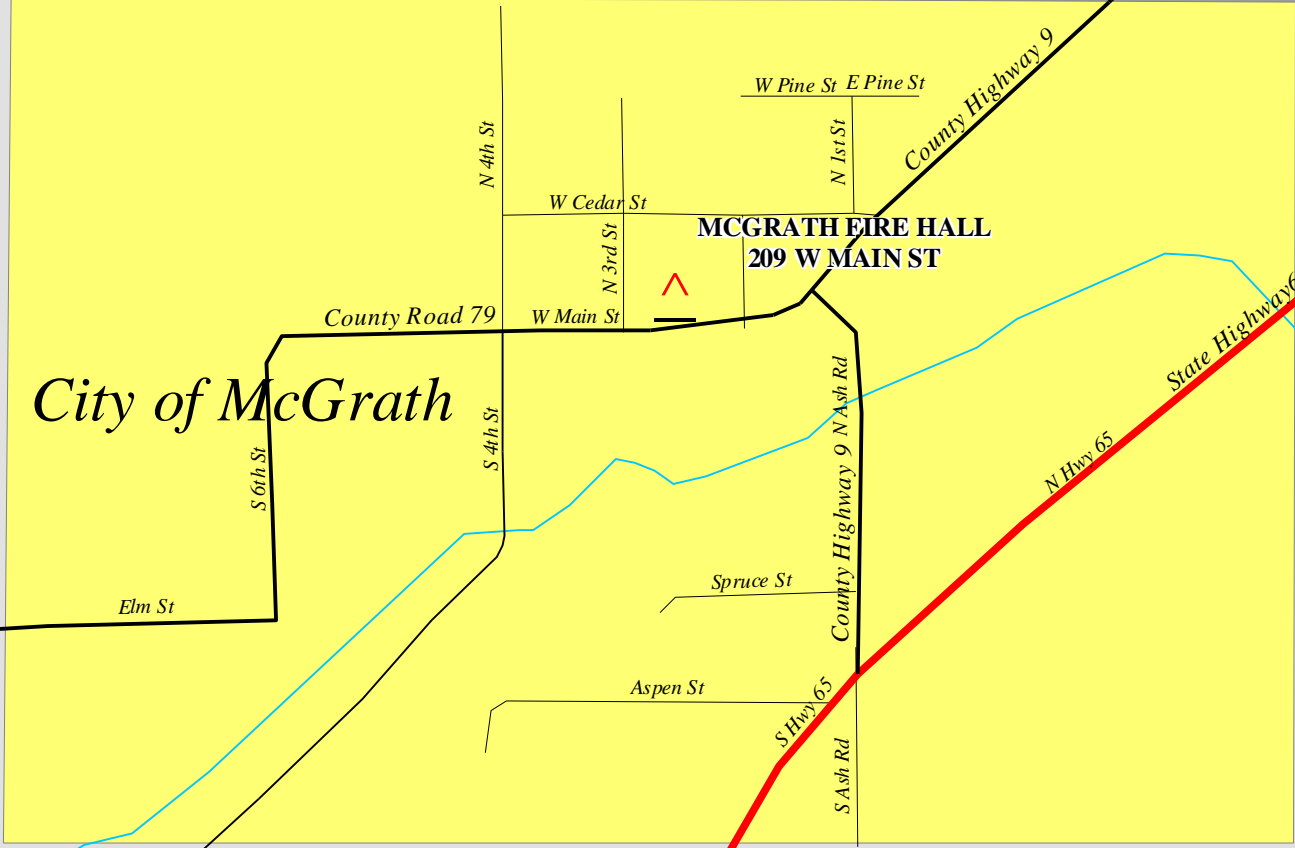 County Highway 9
W Pine St E Pine St
N 4th St
N 1st St
W Cedar St
MCGRATH EIRE HALL
209 W MAIN ST
N 3rd St
County Road 79
W Main St
State Highway6
City of McGrath
N Ash Rd
S 4th St
S 6th St
County Highway 9
N Hwy 65
Spruce St
Elm St
Aspen St
S Hwy 65
S Ash Rd